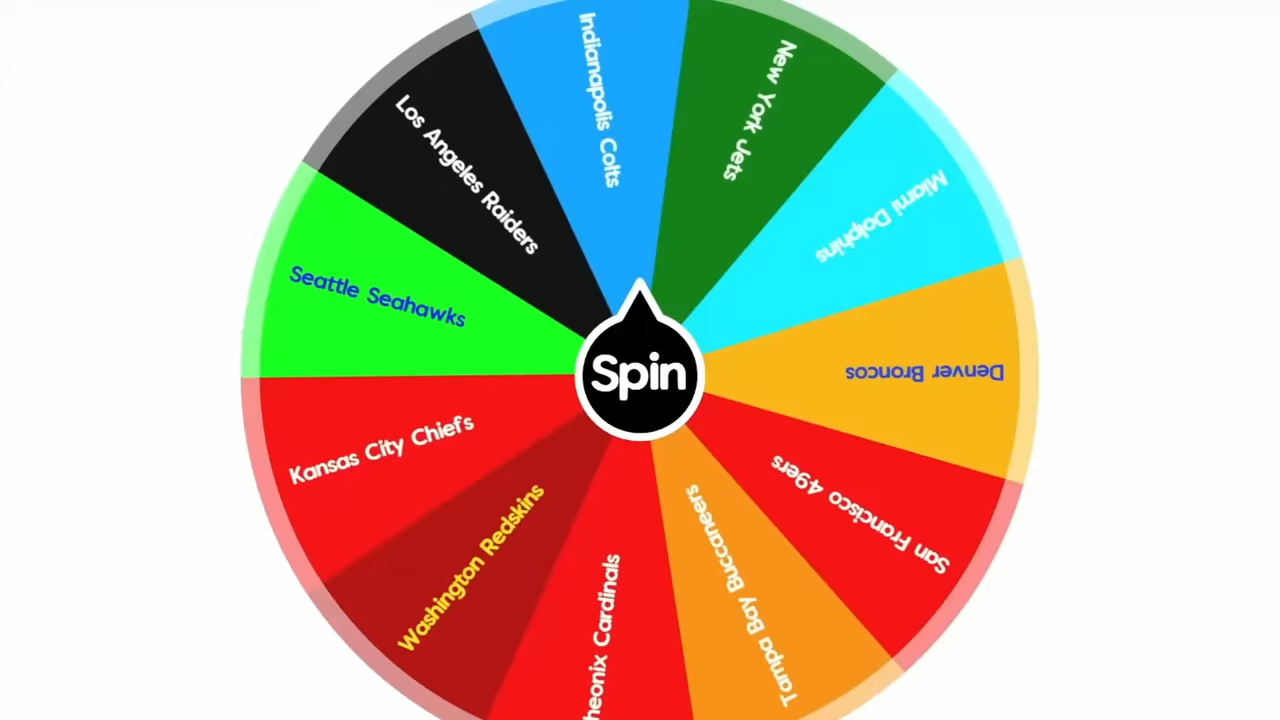 Indianapolis Colts
New York Jets
Miami Dolphins
Denver Broncos
San Francisco 49ers
Tampa Bay Buccaneers
heonix Cardinals
Washington Redskins
Kansas City Chiefs
Seattle Seahawks
Los Angeles Raiders
Spin